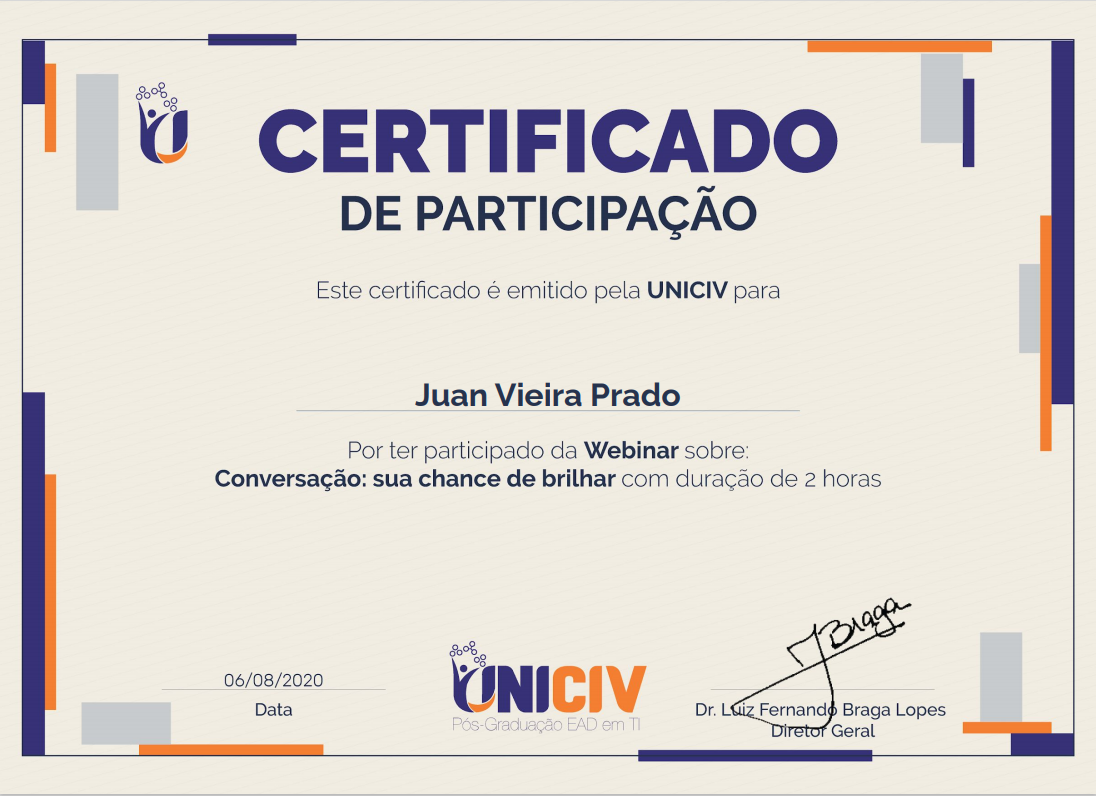 CERTIFICADO
DE PARTICIPAÇÃO
Este certificado é emitido pela UNICIV para
Juan Vieira Prado
Por ter participado da Webinar sobre:
Conversação: sua chance de brilhar com duração de 2 horas
Braga
06/08/2020
Data
UNICIV
Pós-Graduação EAD em TI
Dr. Luiz Fernando Braga Lopes
Diretor Geral